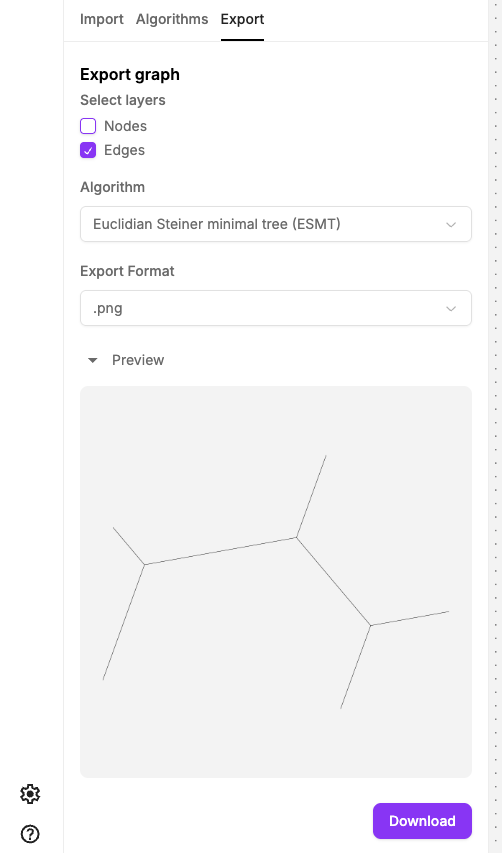 Import Algorithms Export
Export graph
Select layers
Nodes
Edges
Algorithm
Euclidian Steiner minimal tree (ESMT)
Export Format
.png
Preview
Download